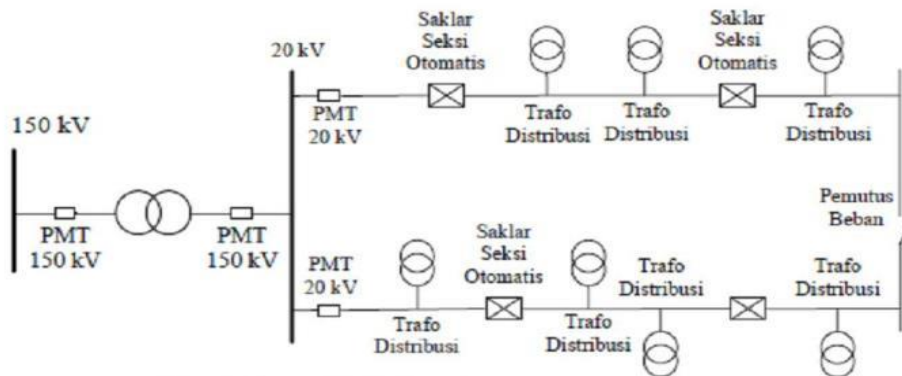 Saklar
Seksi
Otomatis
Saklar
Seksi
Otomatis
20 kV
PMT
20 kV
Trafo
Distribusi
Trafo
Distribusi
Trafo
Distribusi
150 kV
PMT
150 kV
PMT
150 kV
Pemutus
Beban
PMT
20 kV
Saklar
Seksi
Otomatis
Trafo
Distribusi
Trafo
Distribusi
Trafo
Distribusi
Trafo
Distribusi